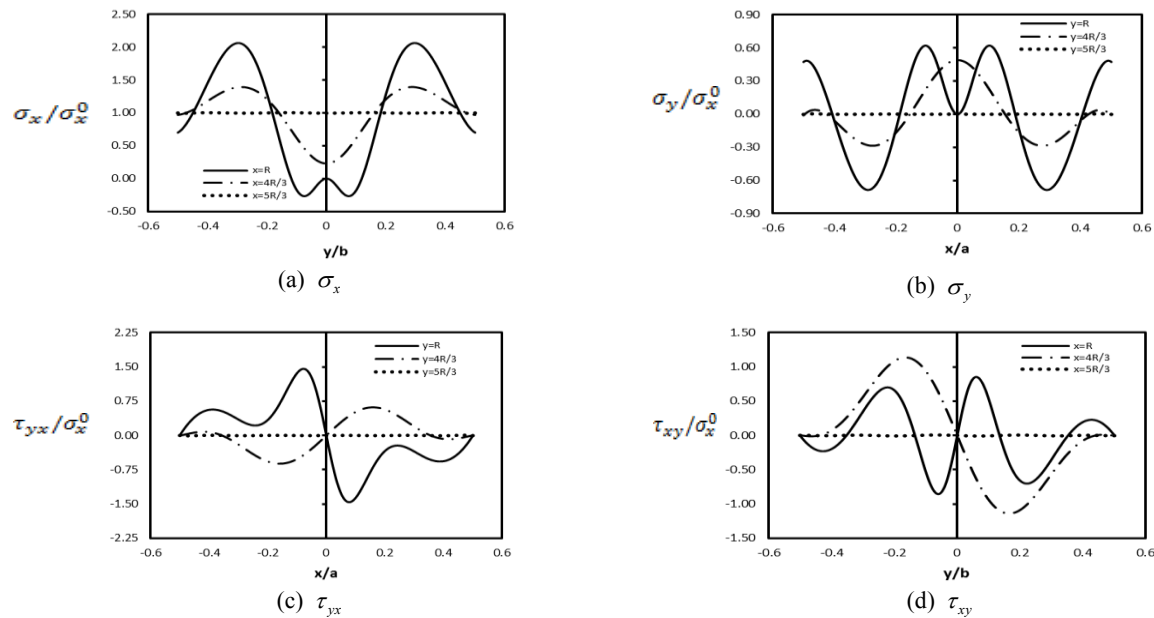 2.50
2.00
1.50
1.00
0.50
0.00
-0.50
σx/σx⁰
x=R
x=4R/3
x=5R/3
-0.6 -0.4 -0.2 0 0.2 0.4 0.6
y/b
(a) σx
0.90
0.60
0.30
0.00
-0.30
-0.60
-0.90
σy/σx⁰
y=R
y=4R/3
y=5R/3
-0.6 -0.4 -0.2 0 0.2 0.4 0.6
x/a
(b) σy
2.25
1.50
0.75
0.00
-0.75
-1.50
-2.25
τyx/σx⁰
y=R
y=4R/3
y=5R/3
-0.6 -0.4 -0.2 0 0.2 0.4 0.6
x/a
(c) τyx
1.50
1.00
0.50
0.00
-0.50
-1.00
-1.50
τxy/σx⁰
x=R
x=4R/3
x=5R/3
-0.6 -0.4 -0.2 0 0.2 0.4 0.6
y/b
(d) τxy